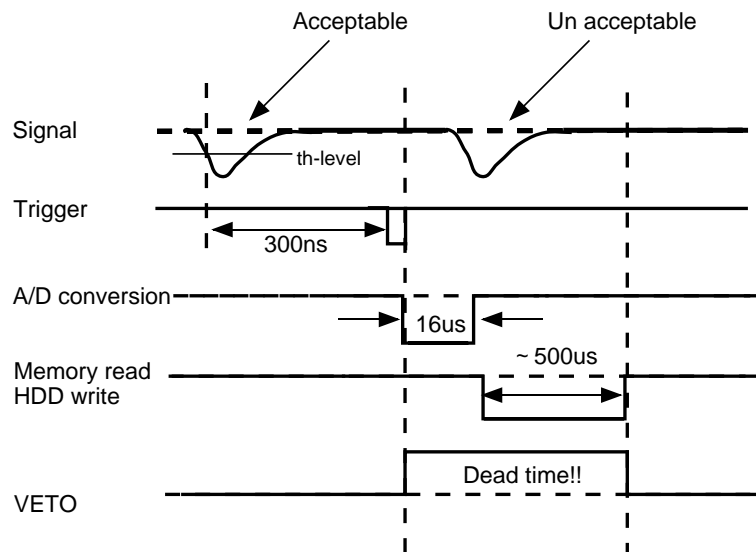 Acceptable
Un acceptable
Signal
th-level
Trigger
300ns
A/D conversion
16us
~ 500us
Memory read
HDD write
Dead time!!
VETO